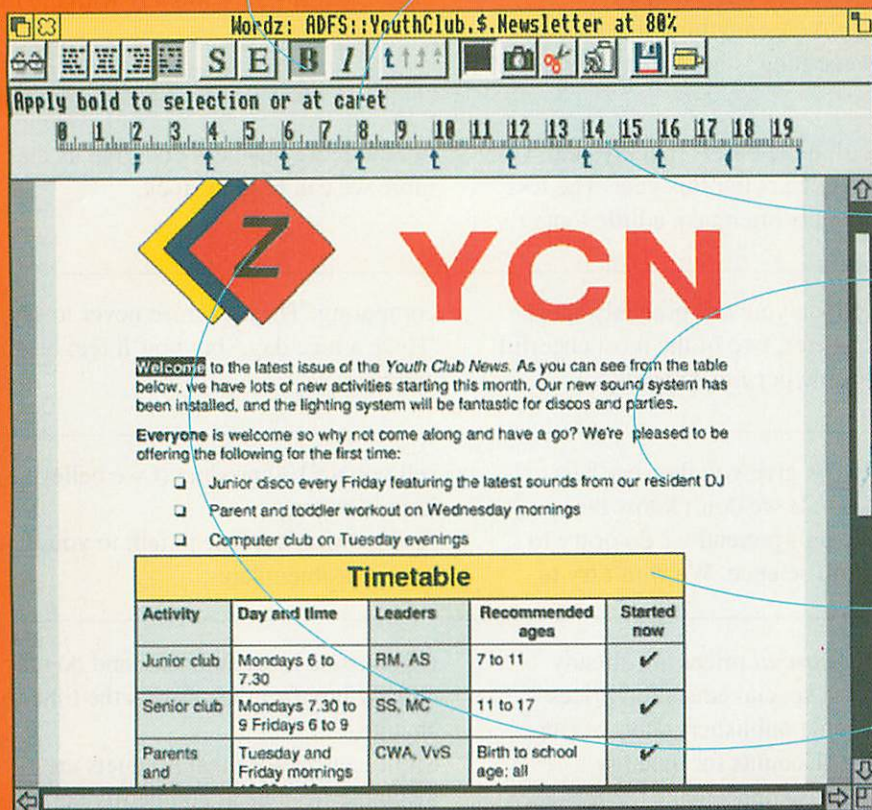 Wordz: ADFS::YouthClub.$.Newsletter at 80%
S E B I
Apply bold to selection or at caret
0 1 2 3 4 5 6 7 8 9 10 11 12 13 14 15 16 17 18 19
Z YCN
Welcome to the latest issue of the Youth Club News. As you can see from the table
below, we have lots of new activities starting this month. Our new sound system has
been installed, and the lighting system will be fantastic for discos and parties.
Everyone is welcome so why not come along and have a go? We're pleased to be
offering the following for the first time:
❑ Junior disco every Friday featuring the latest sounds from our resident DJ
❑ Parent and toddler workout on Wednesday mornings
❑ Computer club on Tuesday evenings
Timetable
Activity Day and time Leaders Recommended Started
ages now
Junior club Mondays 6 to RM, AS 7 to 11 ✔
7.30
Senior club Mondays 7.30 to SS, MC 11 to 17 ✔
9 Fridays 6 to 9
Parents Tuesday and CWA, VvS Birth to school ✔
and Friday mornings age; all